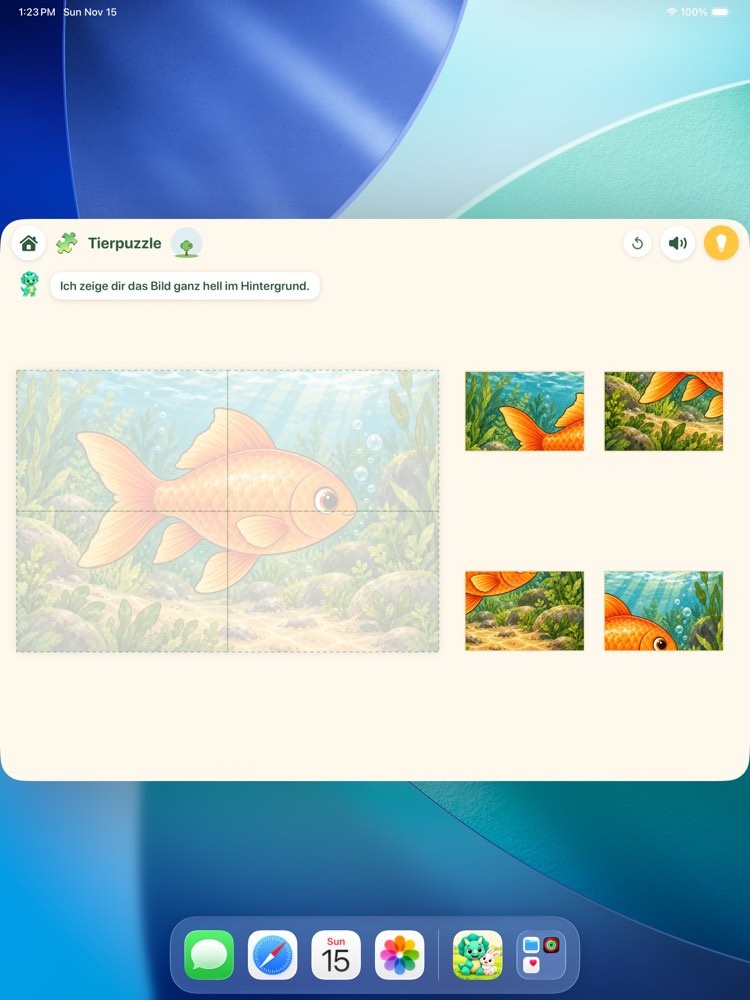 1:23 PM Sun Nov 15
100%
Tierpuzzle
Ich zeige dir das Bild ganz hell im Hintergrund.
Sun
15